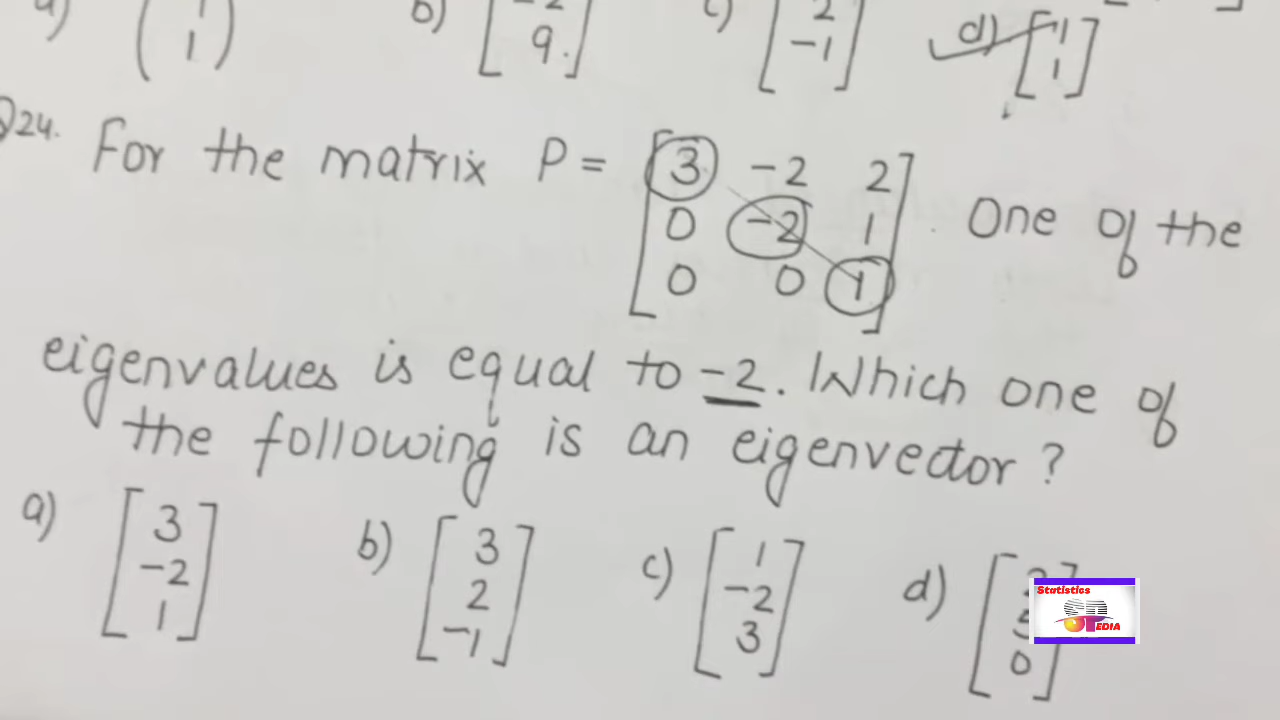 b) -2 c) 2 d) 1
1 9. -1 1
Q24. For the matrix P = [3 -2 2] One of the
0 -2 1
0 0 1
eigenvalues is equal to -2. Which one of
the following is an eigenvector?
a) [3 b) [3 c) [1 d)
-2 2 -2
1] -1] 3] 0]
Statistics
PEDIA